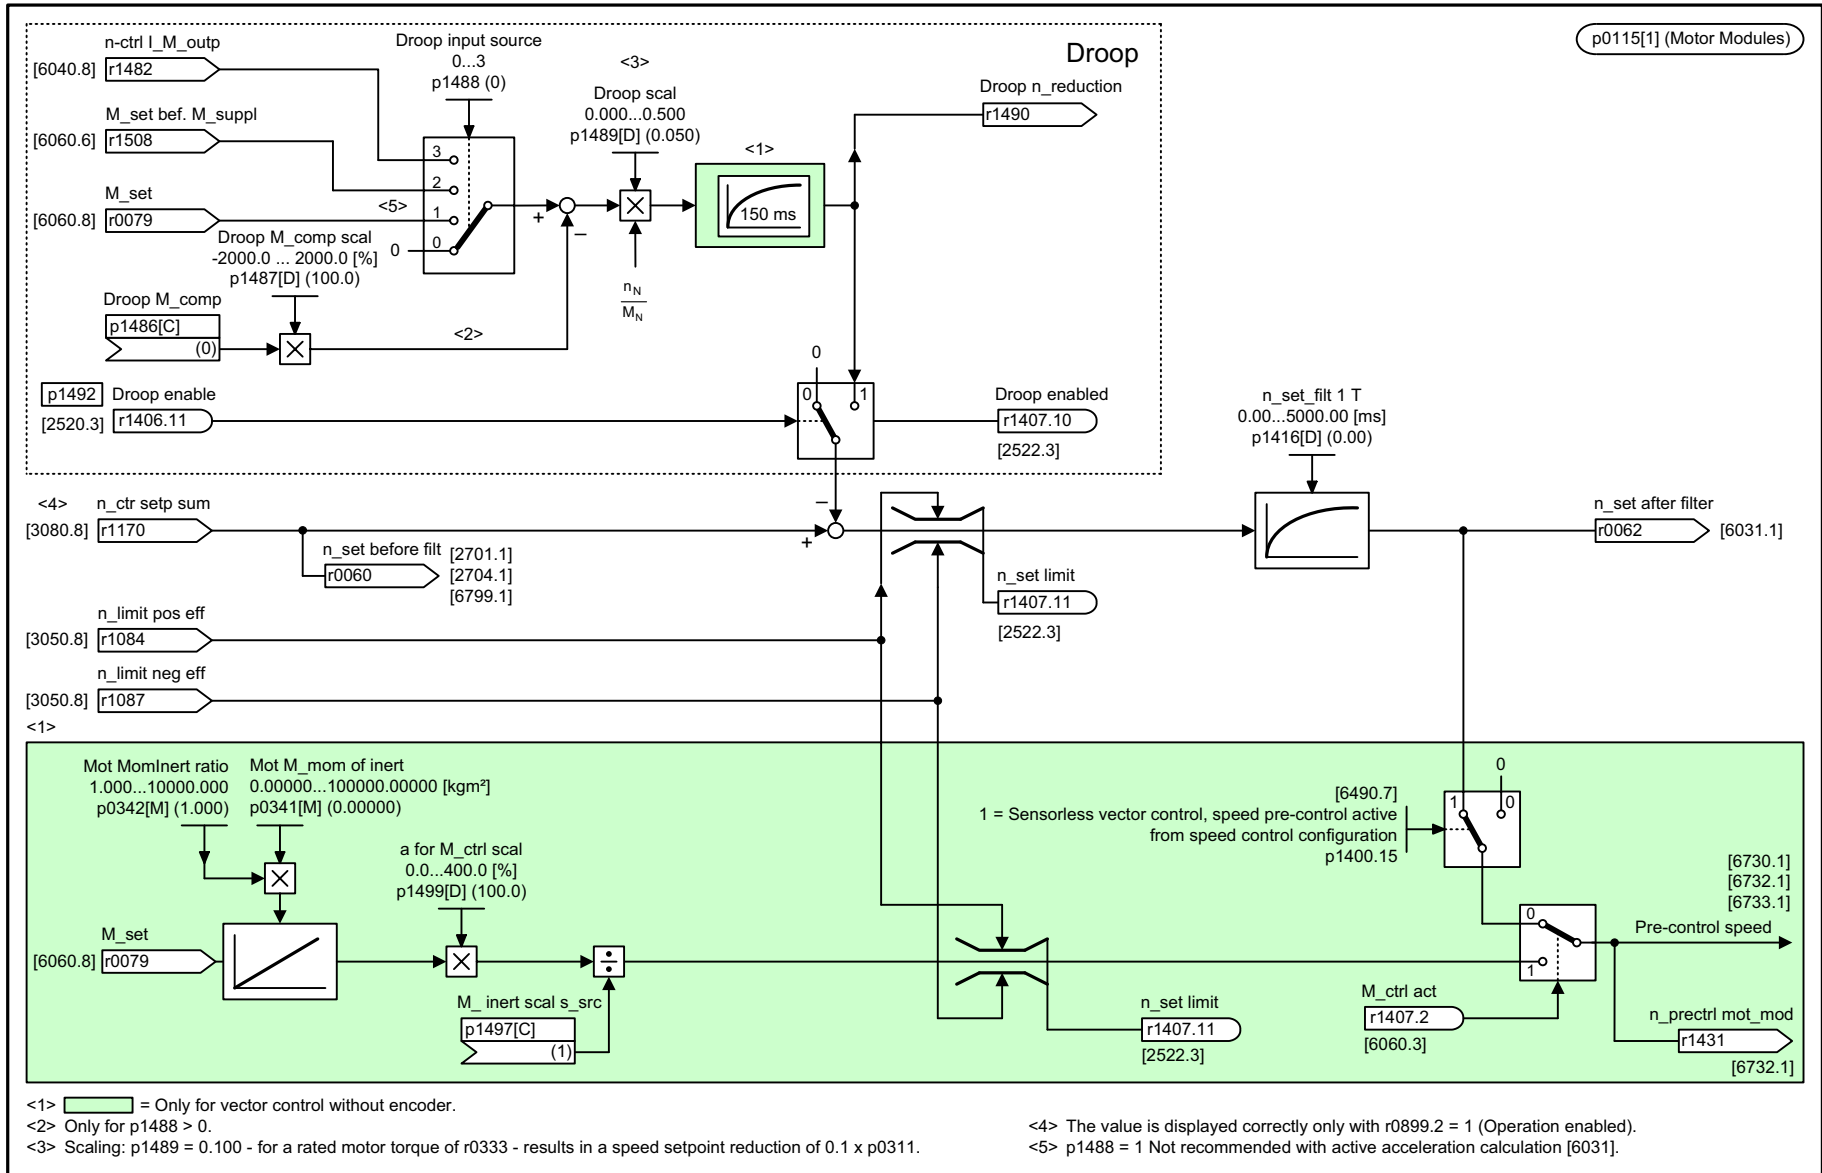 p0115[1] (Motor Modules)
Droop
n-ctrl I_M_outp
[6040.8]
r1482
M_set bef. M_suppl
[6060.6]
r1508
M_set
[6060.8]
r0079
Droop input source
0...3
p1488 (0)
3
2
<5>
1
0
0
+
–
<3>
Droop scal
0.000...0.500
p1489[D] (0.050)
n_N
M_N
<1>
150 ms
Droop n_reduction
r1490
Droop M_comp scal
-2000.0 ... 2000.0 [%]
p1487[D] (100.0)
Droop M_comp
p1486[C]
(0)
<2>
p1492
Droop enable
[2520.3]
r1406.11
0
0
1
Droop enabled
r1407.10
[2522.3]
n_set_filt 1 T
0.00...5000.00 [ms]
p1416[D] (0.00)
<4>
n_ctr setp sum
[3080.8]
r1170
n_set before filt
r0060
[2701.1]
[2704.1]
[6799.1]
–
+
n_set limit
r1407.11
[2522.3]
n_set after filter
r0062
[6031.1]
n_limit pos eff
[3050.8]
r1084
n_limit neg eff
[3050.8]
r1087
<1>
Mot MomInert ratio
1.000...10000.000
p0342[M] (1.000)
Mot M_mom of inert
0.00000...100000.00000 [kgm²]
p0341[M] (0.00000)
a for M_ctrl scal
0.0...400.0 [%]
p1499[D] (100.0)
M_set
[6060.8]
r0079
M_ inert scal s_src
p1497[C]
(1)
n_set limit
r1407.11
[2522.3]
[6490.7]
1 = Sensorless vector control, speed pre-control active
from speed control configuration
p1400.15
0
1
0
M_ctrl act
r1407.2
[6060.3]
0
1
[6730.1]
[6732.1]
[6733.1]
Pre-control speed
n_prectrl mot_mod
r1431
[6732.1]
<1> = Only for vector control without encoder.
<2> Only for p1488 > 0.
<3> Scaling: p1489 = 0.100 - for a rated motor torque of r0333 - results in a speed setpoint reduction of 0.1 x p0311.
<4> The value is displayed correctly only with r0899.2 = 1 (Operation enabled).
<5> p1488 = 1 Not recommended with active acceleration calculation [6031].